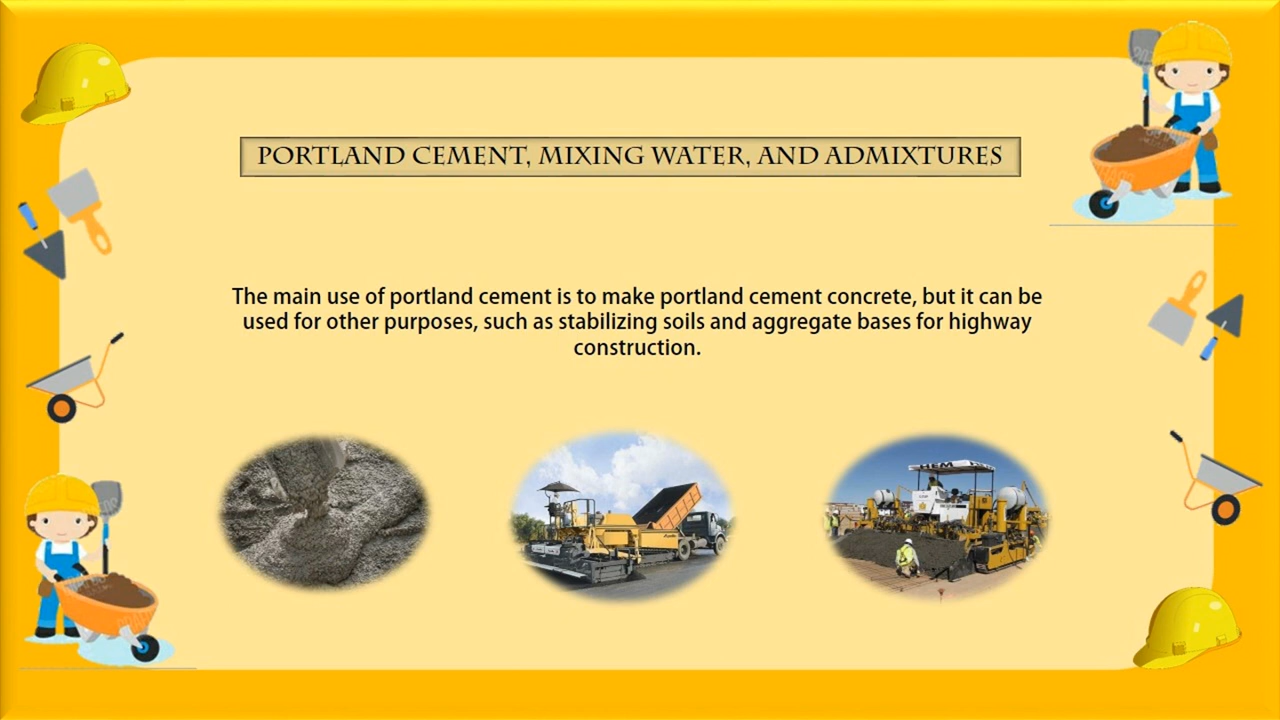 PORTLAND CEMENT, MIXING WATER, AND ADMIXTURES
The main use of portland cement is to make portland cement concrete, but it can be
used for other purposes, such as stabilizing soils and aggregate bases for highway
construction.